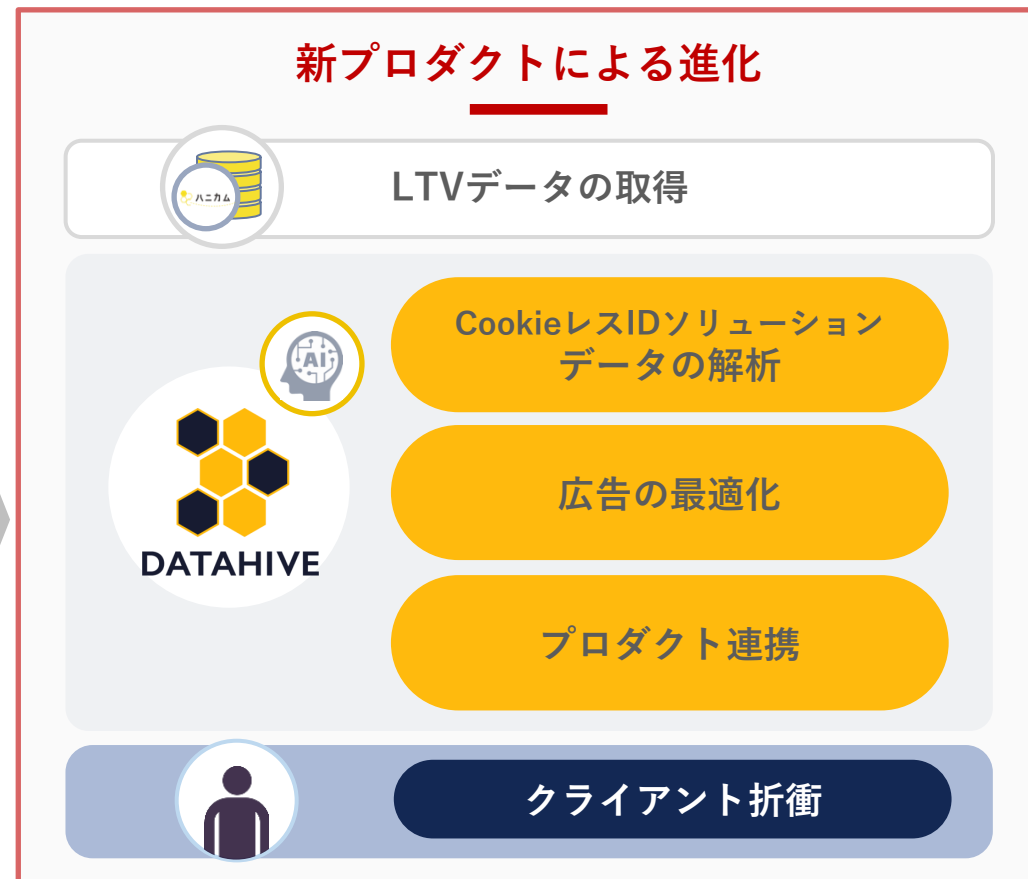 新プロダクトによる進化
ハニカム
LTVデータの取得
CookieレスIDソリューション
データの解析
AI
広告の最適化
DATAHIVE
プロダクト連携
クライアント折衝